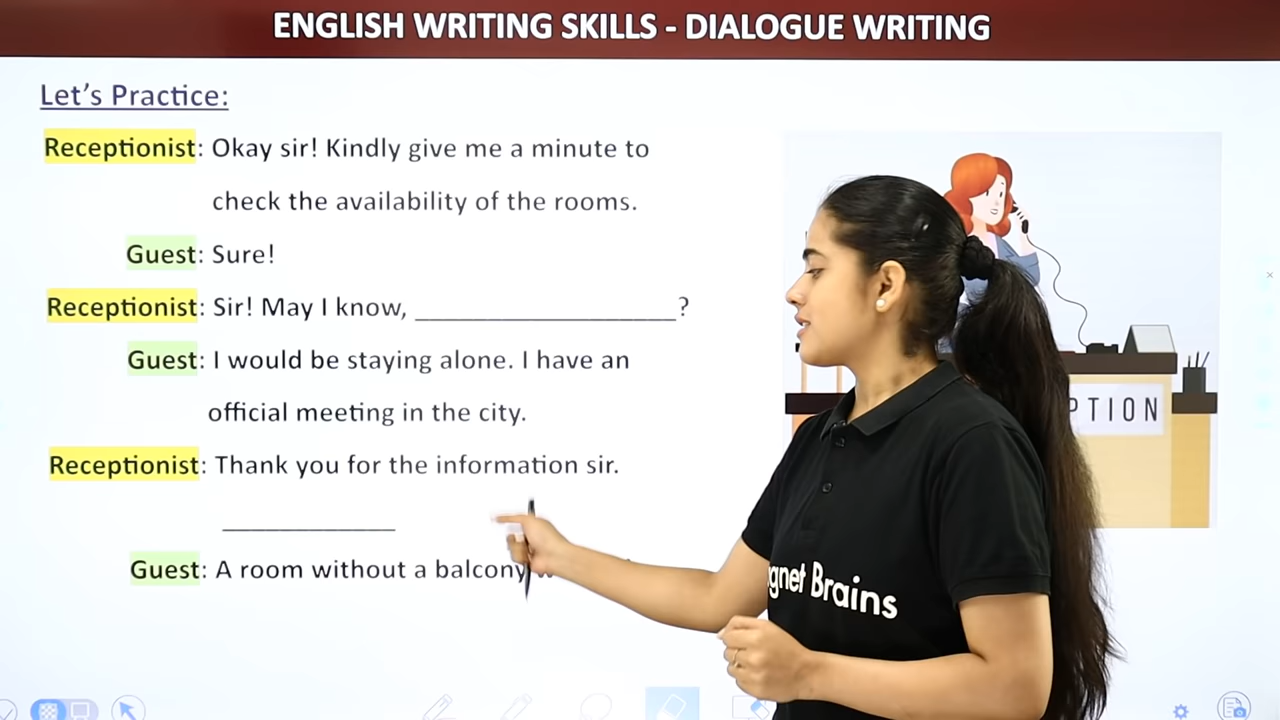 ENGLISH WRITING SKILLS - DIALOGUE WRITING
Let's Practice:
Receptionist: Okay sir! Kindly give me a minute to
check the availability of the rooms.
Guest: Sure!
Receptionist: Sir! May I know, ____________________?
Guest: I would be staying alone. I have an
official meeting in the city.
Receptionist: Thank you for the information sir.
_____________
Guest: A room without a balcony
PTION
gnet Brains